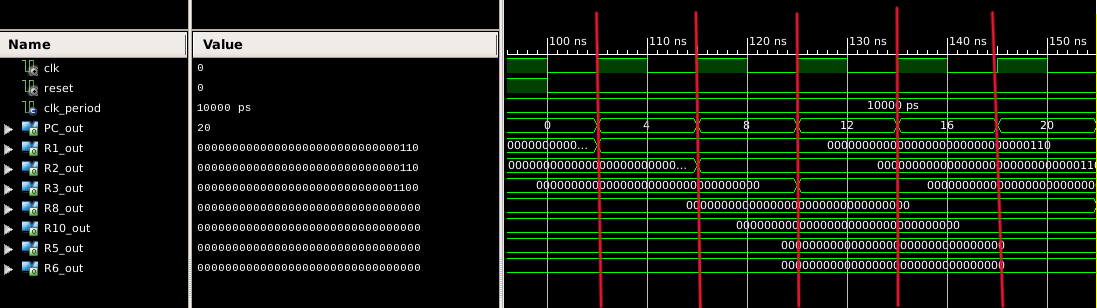 100 ns 110 ns 120 ns 130 ns 140 ns 150 ns
Name Value
clk 0
reset 0
clk_period 10000 ps 10000 ps
PC_out 20 0 4 8 12 16 20
R1_out 00000000000000000000000000000110 0000000000... 00000000000000000000000000000110
R2_out 00000000000000000000000000000110 000000000000000000000000... 00000000000000000000000000000110
R3_out 00000000000000000000000000001100 00000000000000000000000000000000 000000000000000000000000
R8_out 00000000000000000000000000000000 00000000000000000000000000000000
R10_out 00000000000000000000000000000000 00000000000000000000000000000000
R5_out 00000000000000000000000000000000 00000000000000000000000000000000
R6_out 00000000000000000000000000000000 00000000000000000000000000000000